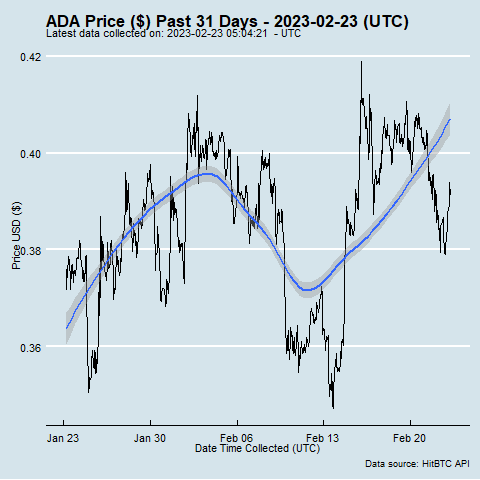 ADA Price ($) Past 31 Days - 2023-02-23 (UTC)
Latest data collected on: 2023-02-23 05:04:21 - UTC
0.42
0.40
0.38
0.36
Price USD ($)
Jan 23 Jan 30 Feb 06 Feb 13 Feb 20
Date Time Collected (UTC)
Data source: HitBTC API